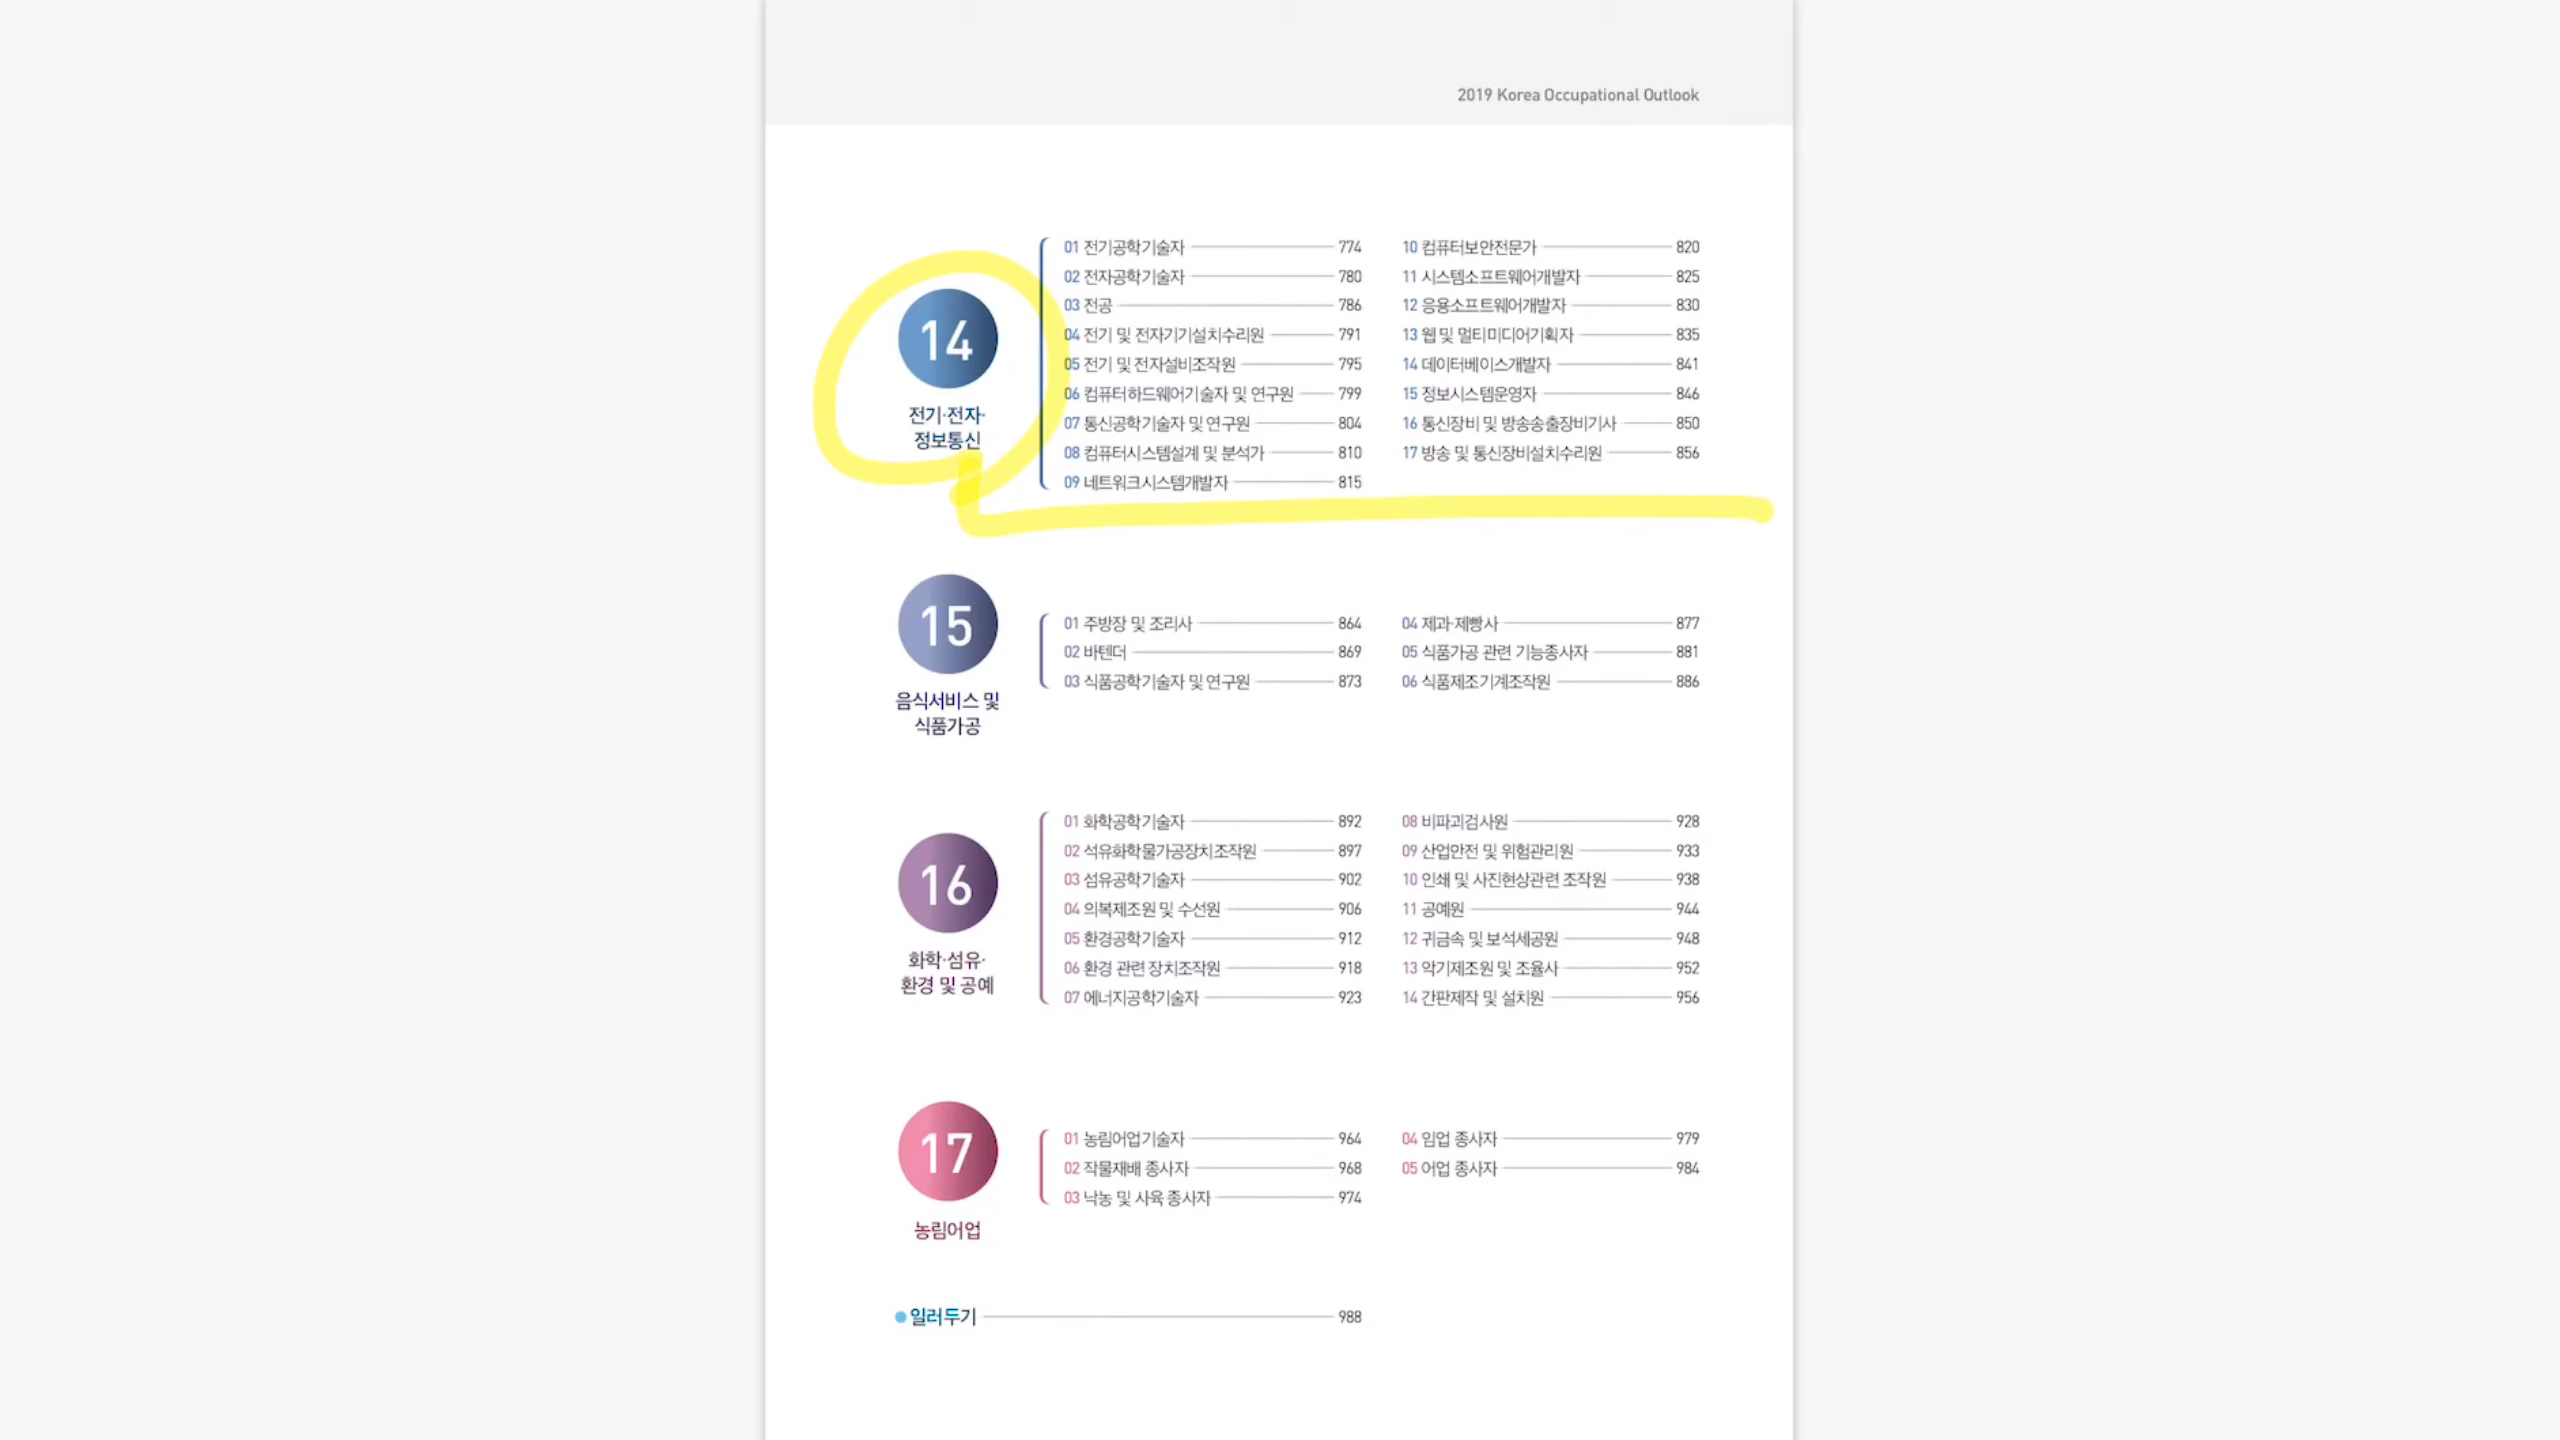 2019 Korea Occupational Outlook
14
전기·전자·
정보통신
01 전기공학기술자 774
02 전자공학기술자 780
03 전공 786
04 전기 및 전자기기설치수리원 791
05 전기 및 전자설비조작원 795
06 컴퓨터하드웨어기술자 및 연구원 799
07 통신공학기술자 및 연구원 804
08 컴퓨터시스템설계 및 분석가 810
09 네트워크시스템개발자 815
10 컴퓨터보안전문가 820
11 시스템소프트웨어개발자 825
12 응용소프트웨어개발자 830
13 웹 및 멀티미디어기획자 835
14 데이터베이스개발자 841
15 정보시스템운영자 846
16 통신장비 및 방송송출장비기사 850
17 방송 및 통신장비설치수리원 856
15
음식서비스 및
식품가공
01 주방장 및 조리사 864
02 바텐더 869
03 식품공학기술자 및 연구원 873
04 제과·제빵사 877
05 식품가공 관련 기능종사자 881
06 식품제조기계조작원 886
16
화학·섬유·
환경 및 공예
01 화학공학기술자 892
02 석유화학물가공장치조작원 897
03 섬유공학기술자 902
04 의복제조원 및 수선원 906
05 환경공학기술자 912
06 환경 관련 장치조작원 918
07 에너지공학기술자 923
08 비파괴검사원 928
09 산업안전 및 위험관리원 933
10 인쇄 및 사진현상관련 조작원 938
11 공예원 944
12 귀금속 및 보석세공원 948
13 악기제조원 및 조율사 952
14 간판제작 및 설치원 956
17
농림어업
01 농림어업기술자 964
02 작물재배 종사자 968
03 낙농 및 사육 종사자 974
04 임업 종사자 979
05 어업 종사자 984
일러두기 988